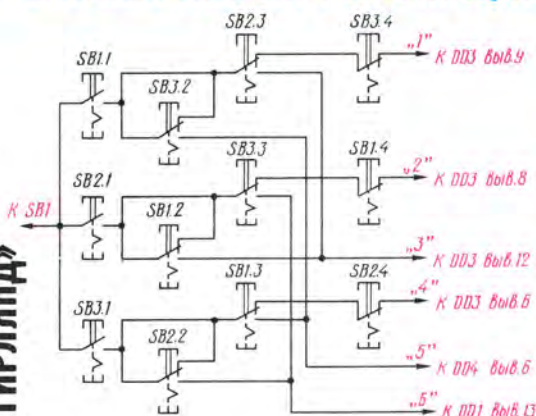 SB2.3
SB3.4
SB1.1
SB3.2
„1"
К DD3 выв.9
SB3.3
SB1.4
SB2.1
„2"
К DD3 выв.8
К SB1
SB1.2
„3"
К DD3 выв.12
SB1.3
SB2.4
SB3.1
„4"
К DD3 выв.5
SB2.2
„5"
К DD4 выв.6
„6"
К DD1 выв.13
ГИРЛЯНД»